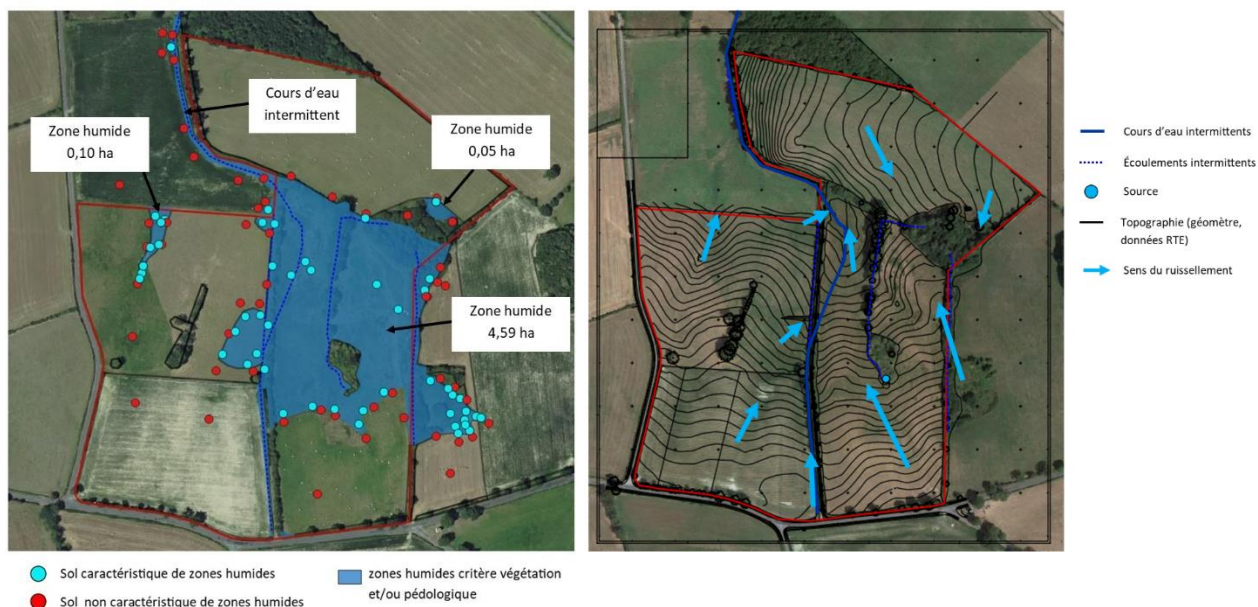 Cours d’eau
intermittent
Zone humide
0,10 ha
Zone humide
0,05 ha
Zone humide
4,59 ha
Sol caractéristique de zones humides
Sol non caractéristique de zones humides
zones humides critère végétation
et/ou pédologique
Cours d’eau intermittents
Écoulements intermittents
Source
Topographie (géomètre,
données RTE)
Sens du ruissellement